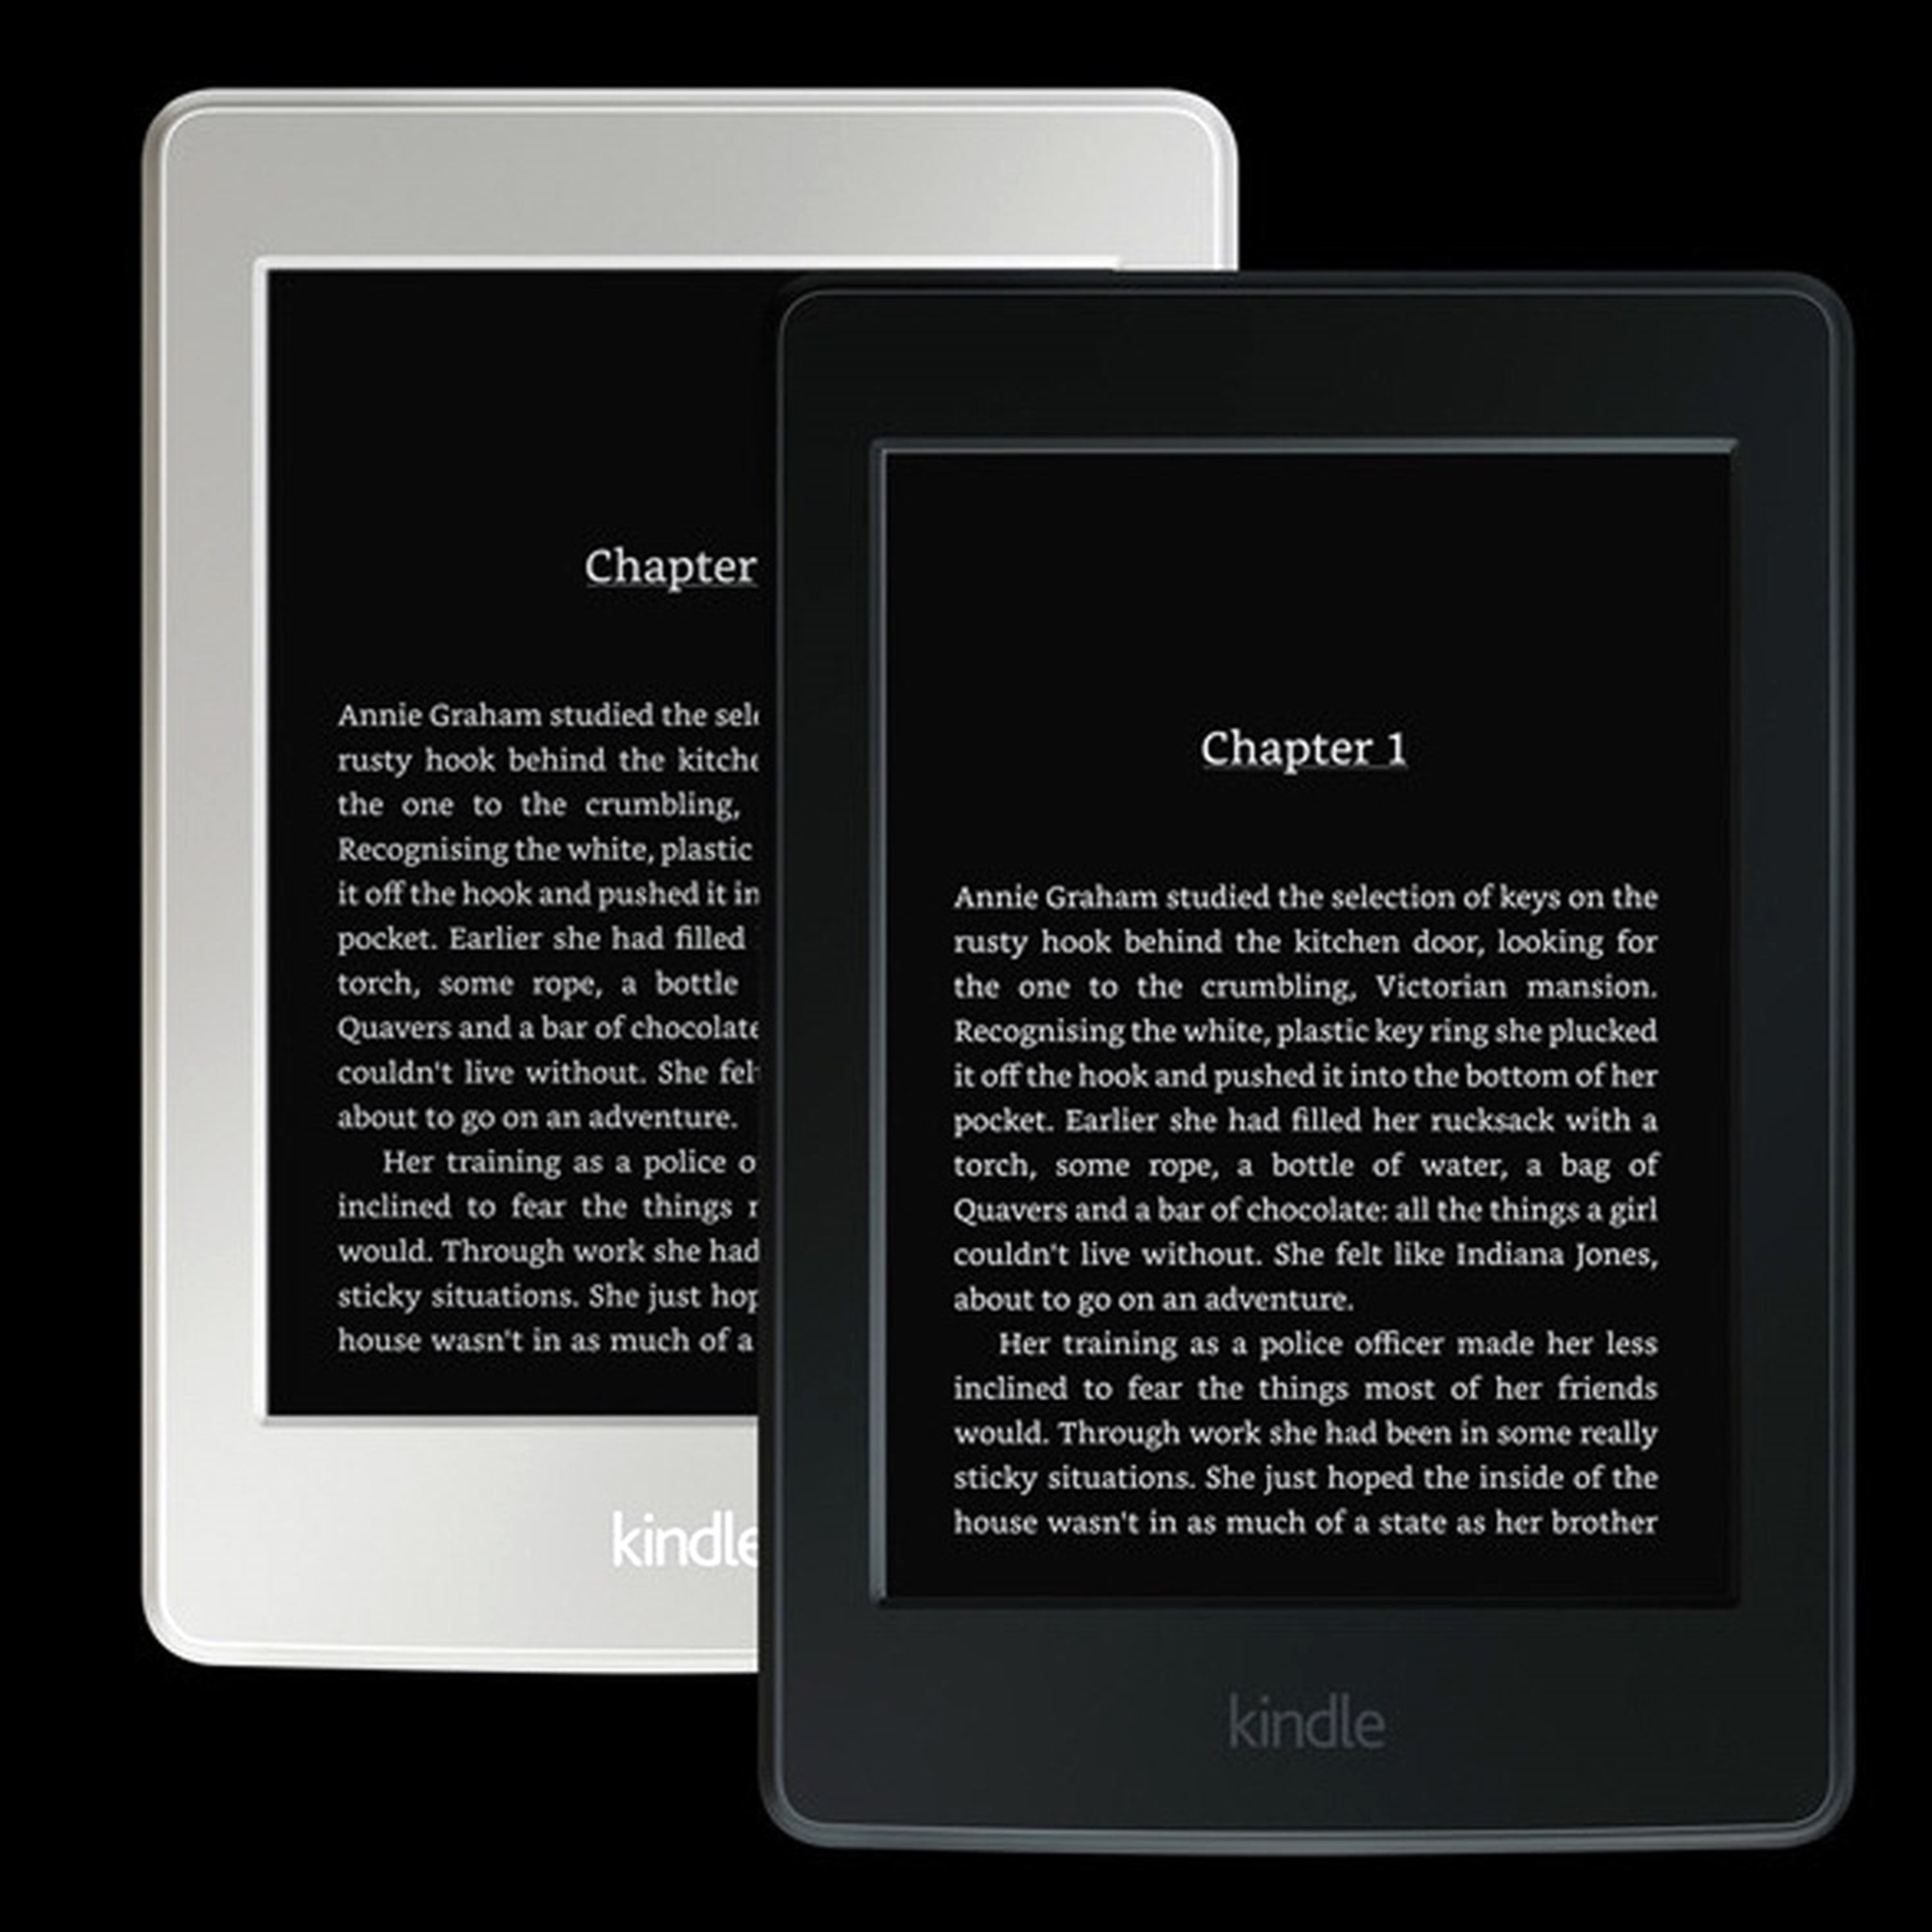 Chapter
Annie Graham studied the sel
rusty hook behind the kitche
the one to the crumbling,
Recognising the white, plastic
it off the hook and pushed it in
pocket. Earlier she had filled
torch, some rope, a bottle
Quavers and a bar of chocolate
couldn't live without. She fel
about to go on an adventure.
Her training as a police o
inclined to fear the things
would. Through work she had
sticky situations. She just hop
house wasn't in as much of a
kindle
Chapter 1
Annie Graham studied the selection of keys on the
rusty hook behind the kitchen door, looking for
the one to the crumbling, Victorian mansion.
Recognising the white, plastic key ring she plucked
it off the hook and pushed it into the bottom of her
pocket. Earlier she had filled her rucksack with a
torch, some rope, a bottle of water, a bag of
Quavers and a bar of chocolate: all the things a girl
couldn't live without. She felt like Indiana Jones,
about to go on an adventure.
Her training as a police officer made her less
inclined to fear the things most of her friends
would. Through work she had been in some really
sticky situations. She just hoped the inside of the
house wasn't in as much of a state as her brother
kindle